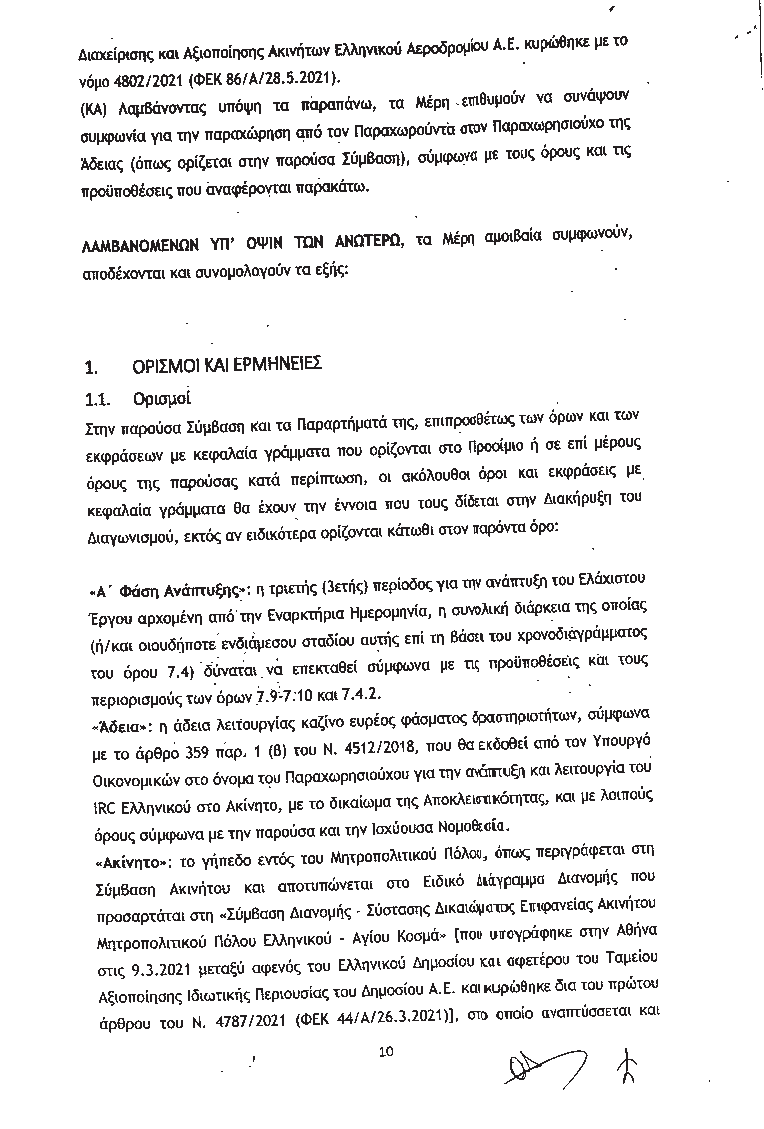 Διαχείρισης και Αξιοποίησης Ακινήτων Ελληνικού Αεροδρομίου Α.Ε. κυρώθηκε με το
νόμο 4802/2021 (ΦΕΚ 86/Α/28.5.2021).
(ΚΑ) Λαμβάνοντας υπόψη τα παραπάνω, τα Μέρη επιθυμούν να συνάψουν
συμφωνία για την παραχώρηση από τον Παραχωρούντα στον Παραχωρησιούχο της
Άδειας (όπως ορίζεται στην παρούσα Σύμβαση), σύμφωνα με τους όρους και τις
προϋποθέσεις που αναφέρονται παρακάτω.
ΛΑΜΒΑΝΟΜΕΝΩΝ ΥΠ' ΟΨΙΝ ΤΩΝ ΑΝΩΤΕΡΩ, τα Μέρη αμοιβαία συμφωνούν,
αποδέχονται και συνομολογούν τα εξής:
1. ΟΡΙΣΜΟΙ ΚΑΙ ΕΡΜΗΝΕΙΕΣ
1.1. Ορισμοί
Στην παρούσα Σύμβαση και τα Παραρτήματά της, επιπροσθέτως των όρων και των
εκφράσεων με κεφαλαία γράμματα που ορίζονται στο Προοίμιο ή σε επί μέρους
όρους της παρούσας κατά περίπτωση, οι ακόλουθοι όροι και εκφράσεις με
κεφαλαία γράμματα θα έχουν την έννοια που τους δίδεται στην Διακήρυξη του
Διαγωνισμού, εκτός αν ειδικότερα ορίζονται κάτωθι στον παρόντα όρο:
«Α΄ Φάση Ανάπτυξης»: η τριετής (3ετής) περίοδος για την ανάπτυξη του Ελάχιστου
Έργου αρχομένη από την Εναρκτήρια Ημερομηνία, η συνολική διάρκεια της οποίας
(ή/και οιουδήποτε ενδιάμεσου σταδίου αυτής επί τη βάσει του χρονοδιαγράμματος
του όρου 7.4) δύναται να επεκταθεί σύμφωνα με τις προϋποθέσεις και τους
περιορισμούς των όρων 7.9-7.10 και 7.4.2.
«Άδεια»: η άδεια λειτουργίας καζίνο ευρέος φάσματος δραστηριοτήτων, σύμφωνα
με το άρθρο 359 παρ. 1 (β) του Ν. 4512/2018, που θα εκδοθεί από τον Υπουργό
Οικονομικών στο όνομα του Παραχωρησιούχου για την ανάπτυξη και λειτουργία του
IRC Ελληνικού στο Ακίνητο, με το δικαίωμα της Αποκλειστικότητας, και με λοιπούς
όρους σύμφωνα με την παρούσα και την Ισχύουσα Νομοθεσία.
«Ακίνητο»: το γήπεδο εντός του Μητροπολιτικού Πόλου, όπως περιγράφεται στη
Σύμβαση Ακινήτου και αποτυπώνεται στο Ειδικό Διάγραμμα Διανομής που
προσαρτάται στη «Σύμβαση Διανομής - Σύστασης Δικαιώματος Επιφανείας Ακινήτου
Μητροπολιτικού Πόλου Ελληνικού - Αγίου Κοσμά» [που υπογράφηκε στην Αθήνα
στις 9.3.2021 μεταξύ αφενός του Ελληνικού Δημοσίου και αφετέρου του Ταμείου
Αξιοποίησης Ιδιωτικής Περιουσίας του Δημοσίου Α.Ε. και κυρώθηκε δια του πρώτου
άρθρου του Ν. 4787/2021 (ΦΕΚ 44/Α/26.3.2021)], στο οποίο αναπτύσσεται και
10